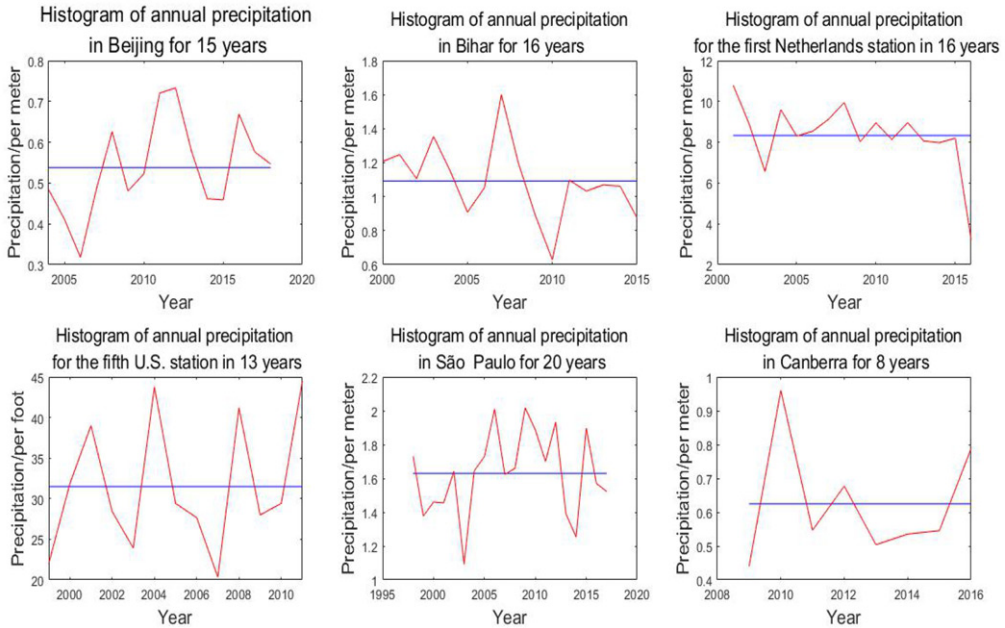 Histogram of annual precipitation
in Beijing for 15 years
0.8
0.7
0.6
0.5
0.4
0.3
Precipitation/per meter
2005 2010 2015 2020
Year
Histogram of annual precipitation
in Bihar for 16 years
1.8
1.6
1.4
1.2
1
0.8
0.6
Precipitation/per meter
2000 2005 2010 2015
Year
Histogram of annual precipitation
for the first Netherlands station in 16 years
12
10
8
6
4
2
Precipitation/per meter
2000 2005 2010 2015
Year
Histogram of annual precipitation
for the fifth U.S. station in 13 years
45
40
35
30
25
20
Precipitation/per foot
2000 2002 2004 2006 2008 2010
Year
Histogram of annual precipitation
in São Paulo for 20 years
2.2
2
1.8
1.6
1.4
1.2
1
Precipitation/per meter
1995 2000 2005 2010 2015 2020
Year
Histogram of annual precipitation
in Canberra for 8 years
1
0.9
0.8
0.7
0.6
0.5
0.4
Precipitation/per meter
2008 2010 2012 2014 2016
Year